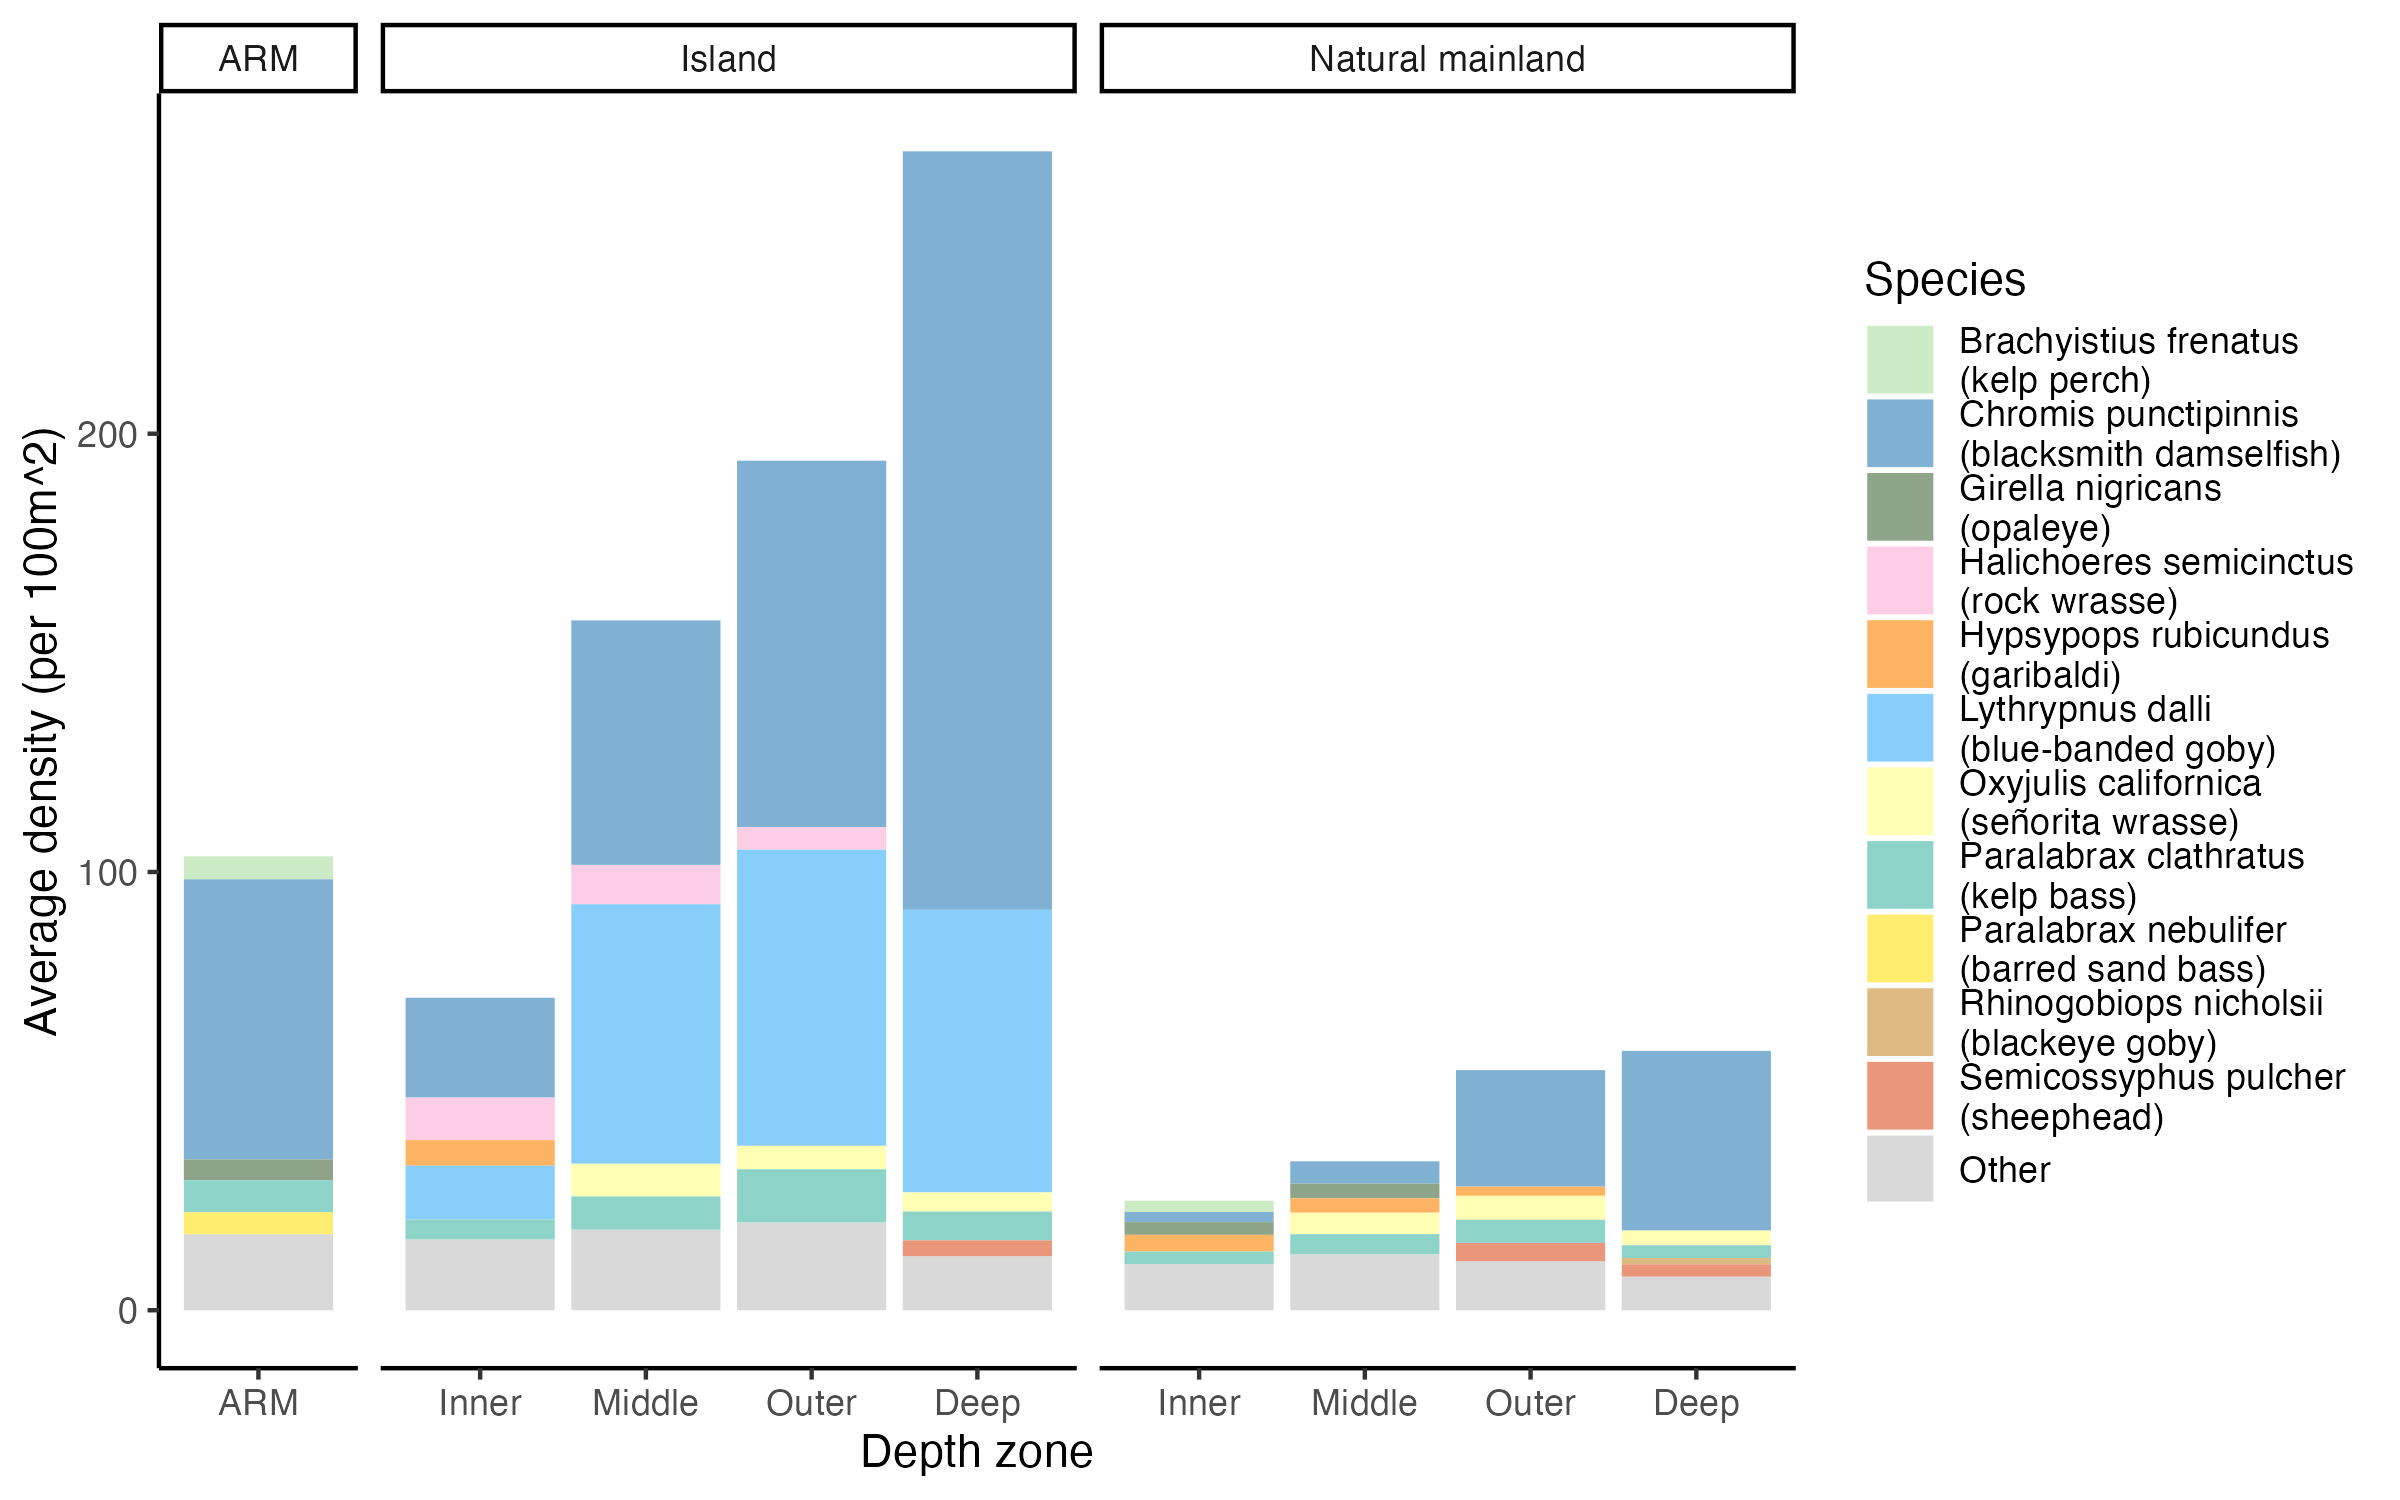 ARM
Island
Natural mainland
Average density (per 100m^2)
200
100
0
ARM
Inner
Middle
Outer
Deep
Inner
Middle
Outer
Deep
Depth zone
Species
Brachyistius frenatus
(kelp perch)
Chromis punctipinnis
(blacksmith damselfish)
Girella nigricans
(opaleye)
Halichoeres semicinctus
(rock wrasse)
Hypsypops rubicundus
(garibaldi)
Lythrypnus dalli
(blue-banded goby)
Oxyjulis californica
(señorita wrasse)
Paralabrax clathratus
(kelp bass)
Paralabrax nebulifer
(barred sand bass)
Rhinogobiops nicholsii
(blackeye goby)
Semicossyphus pulcher
(sheephead)
Other